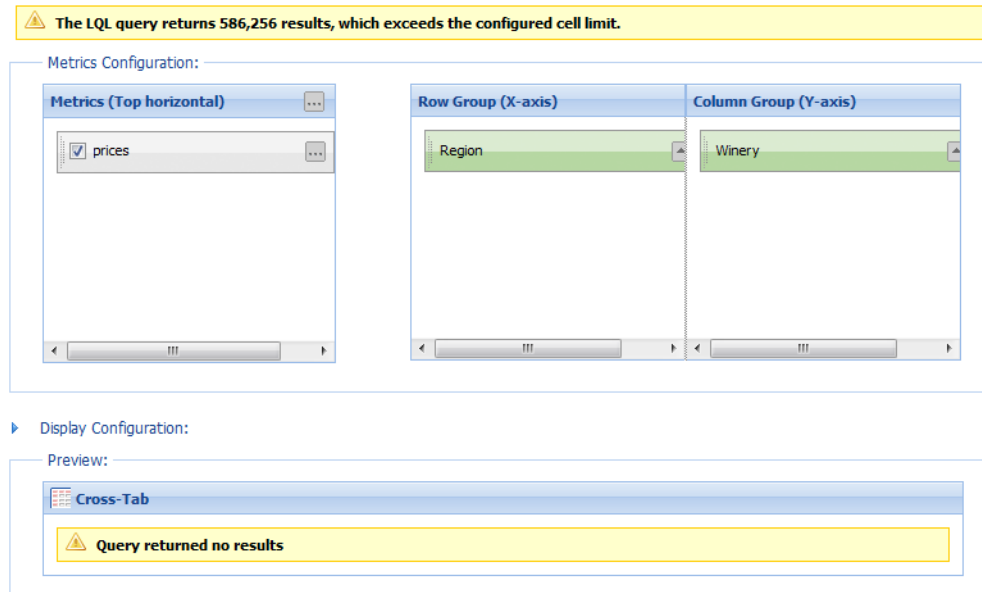 The LQL query returns 586,256 results, which exceeds the configured cell limit.
Metrics Configuration:
Metrics (Top horizontal) ...
Row Group (X-axis)
Column Group (Y-axis)
prices ...
Region
Winery
Display Configuration:
Preview:
Cross-Tab
Query returned no results